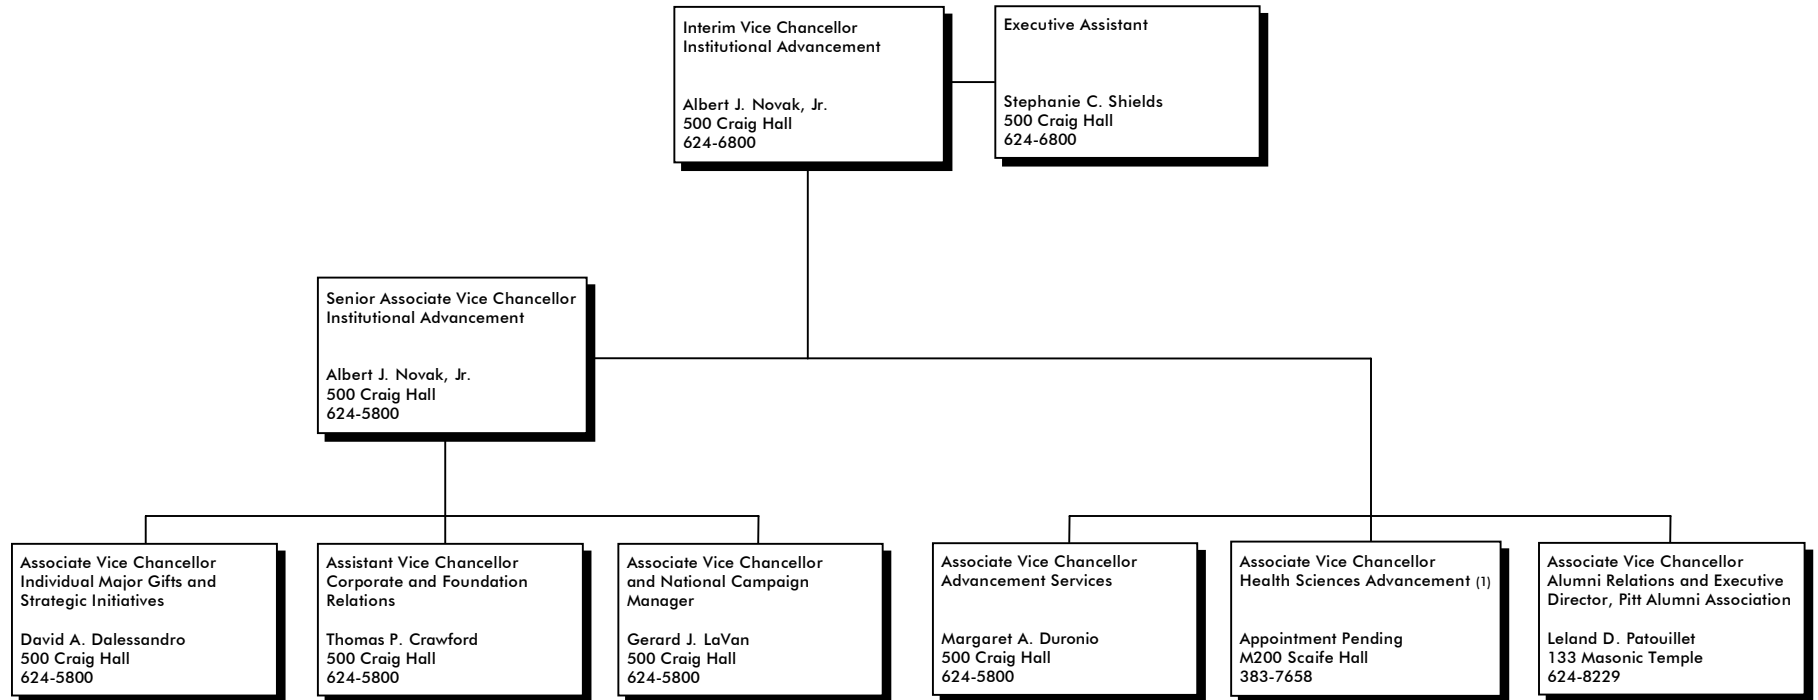 Interim Vice Chancellor
Institutional Advancement
Albert J. Novak, Jr.
500 Craig Hall
624-6800
Executive Assistant
Stephanie C. Shields
500 Craig Hall
624-6800
Senior Associate Vice Chancellor
Institutional Advancement
Albert J. Novak, Jr.
500 Craig Hall
624-5800
Associate Vice Chancellor
Individual Major Gifts and
Strategic Initiatives
David A. Dalessandro
500 Craig Hall
624-5800
Assistant Vice Chancellor
Corporate and Foundation
Relations
Thomas P. Crawford
500 Craig Hall
624-5800
Associate Vice Chancellor
and National Campaign
Manager
Gerard J. LaVan
500 Craig Hall
624-5800
Associate Vice Chancellor
Advancement Services
Margaret A. Duronio
500 Craig Hall
624-5800
Associate Vice Chancellor
Health Sciences Advancement (1)
Appointment Pending
M200 Scaife Hall
383-7658
Associate Vice Chancellor
Alumni Relations and Executive
Director, Pitt Alumni Association
Leland D. Patouillet
133 Masonic Temple
624-8229